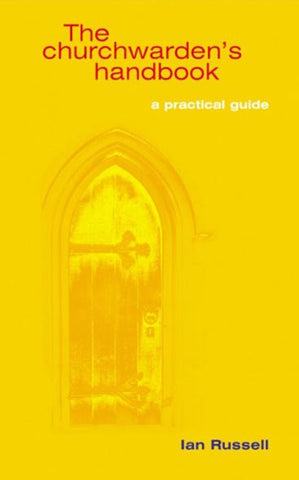 The
churchwarden's
handbook
a practical guide
Ian Russell